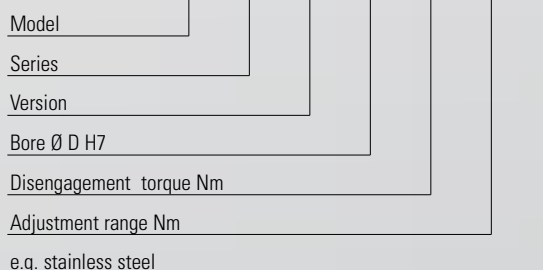 Model
Series
Version
Bore Ø D H7
Disengagement torque Nm
Adjustment range Nm
e.g. stainless steel